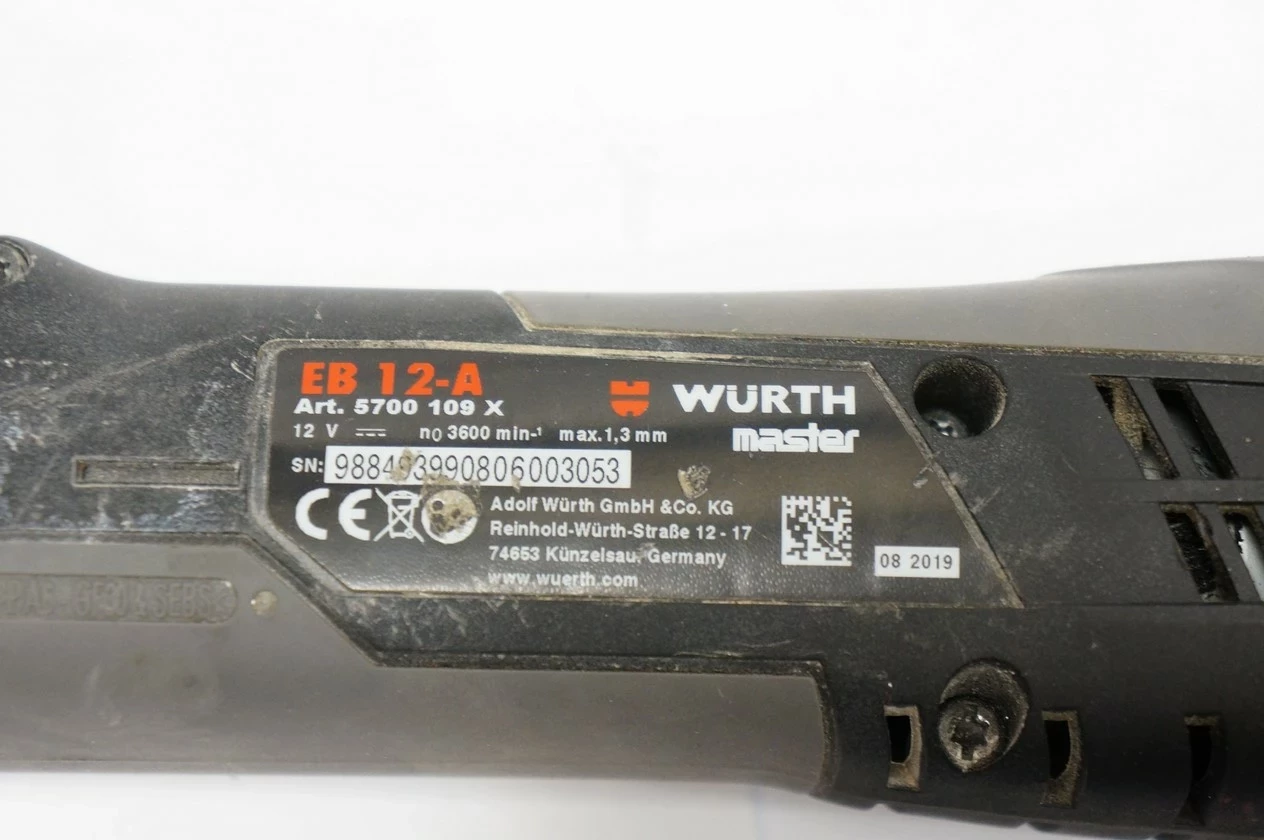 EB 12-A
Art. 5700 109 X
WÜRTH
master
12 V ⎓ n0 3600 min-¹ max.1,3 mm
SN: 988493990806003053
Adolf Würth GmbH &Co. KG
Reinhold-Würth-Straße 12 - 17
74653 Künzelsau, Germany
www.wuerth.com
CE
08 2019